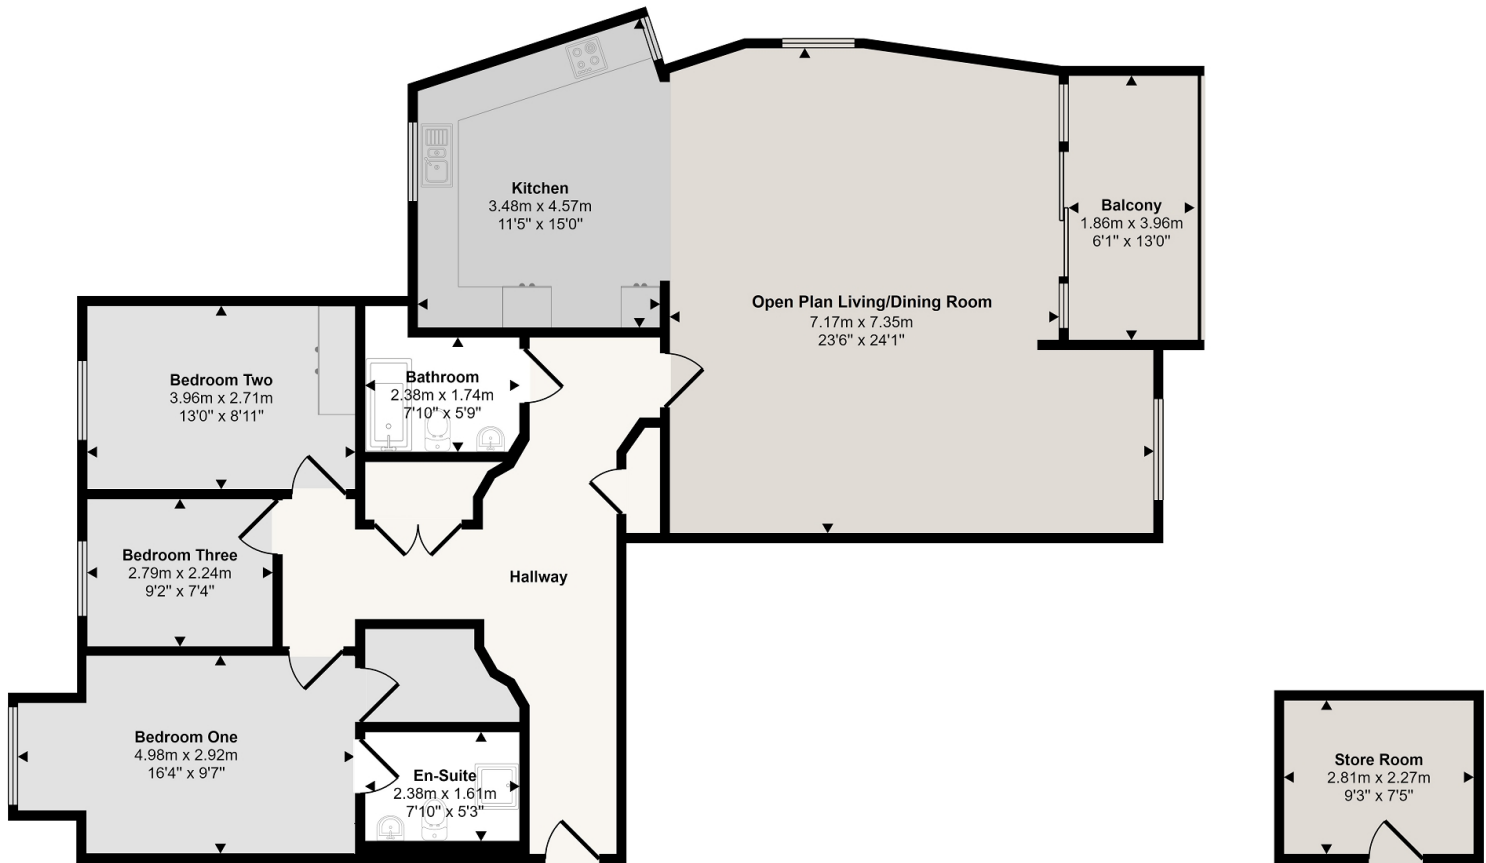 Kitchen
3.48m x 4.57m
11'5" x 15'0"
Balcony
1.86m x 3.96m
6'1" x 13'0"
Open Plan Living/Dining Room
7.17m x 7.35m
23'6" x 24'1"
Bedroom Two
3.96m x 2.71m
13'0" x 8'11"
Bathroom
2.38m x 1.74m
7'10" x 5'9"
Bedroom Three
2.79m x 2.24m
9'2" x 7'4"
Hallway
Bedroom One
4.98m x 2.92m
16'4" x 9'7"
En-Suite
2.38m x 1.61m
7'10" x 5'3"
Store Room
2.81m x 2.27m
9'3" x 7'5"